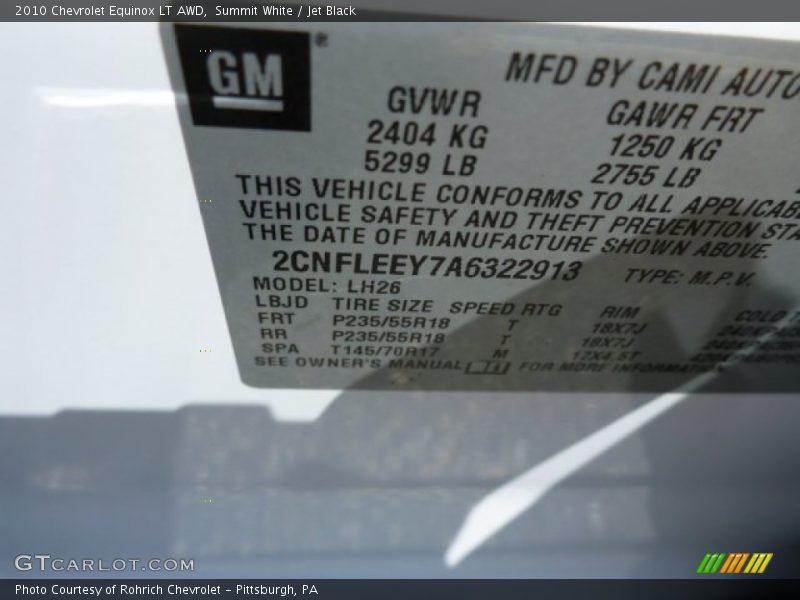 2010 Chevrolet Equinox LT AWD, Summit White / Jet Black
GM ®
MFD BY CAMI AUTO
GVWR
GAWR FRT
2404 KG
1250 KG
5299 LB
2755 LB
THIS VEHICLE CONFORMS TO ALL APPLICAB
VEHICLE SAFETY AND THEFT PREVENTION STA
THE DATE OF MANUFACTURE SHOWN ABOVE.
2CNFLEEY7A6322913
TYPE: M.P.V.
MODEL: LH26
LBJD TIRE SIZE SPEED RTG RIM COLD
FRT P235/55R18 T 18X7J
RR P235/55R18 T 18X7J
SPA T145/70R17 M 17X4.5T
SEE OWNER'S MANUAL FOR MORE INFORMATION
GTCARLOT.COM
Photo Courtesy of Rohrich Chevrolet – Pittsburgh, PA